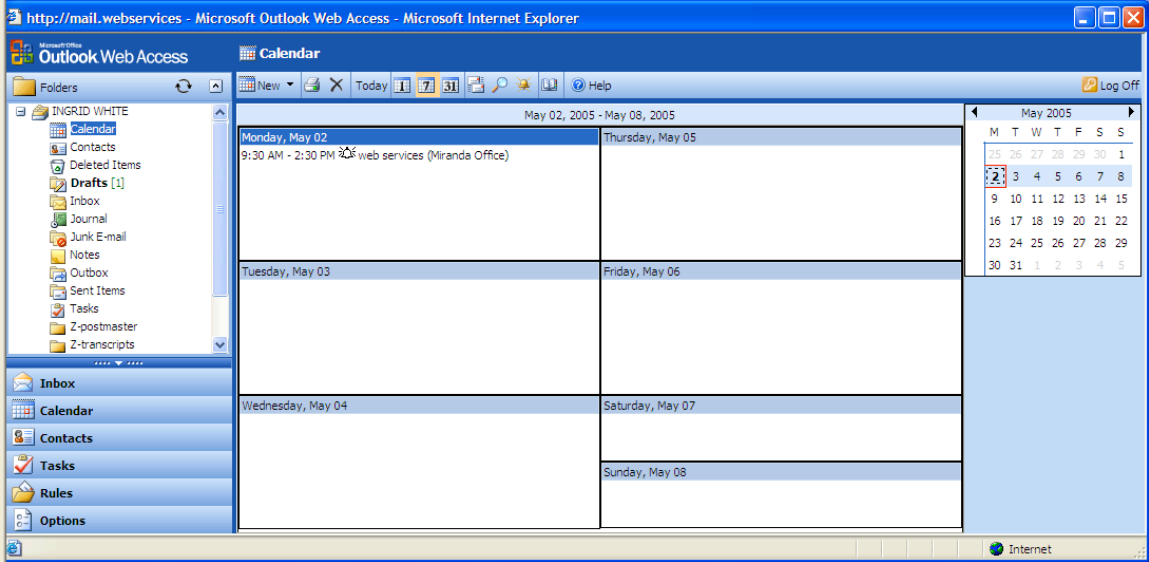 http://mail.webservices - Microsoft Outlook Web Access - Microsoft Internet Explorer
Microsoft Office
Outlook Web Access
Calendar
Folders
New Today 1 7 31 Help Log Off
INGRID WHITE
Calendar
Contacts
Deleted Items
Drafts [1]
Inbox
Journal
Junk E-mail
Notes
Outbox
Sent Items
Tasks
Z-postmaster
Z-transcripts
Inbox
Calendar
Contacts
Tasks
Rules
Options
May 02, 2005 - May 08, 2005
Monday, May 02
9:30 AM - 2:30 PM web services (Miranda Office)
Tuesday, May 03
Wednesday, May 04
Thursday, May 05
Friday, May 06
Saturday, May 07
Sunday, May 08
May 2005
M T W T F S S
25 26 27 28 29 30 1
2 3 4 5 6 7 8
9 10 11 12 13 14 15
16 17 18 19 20 21 22
23 24 25 26 27 28 29
30 31 1 2 3 4 5
Internet